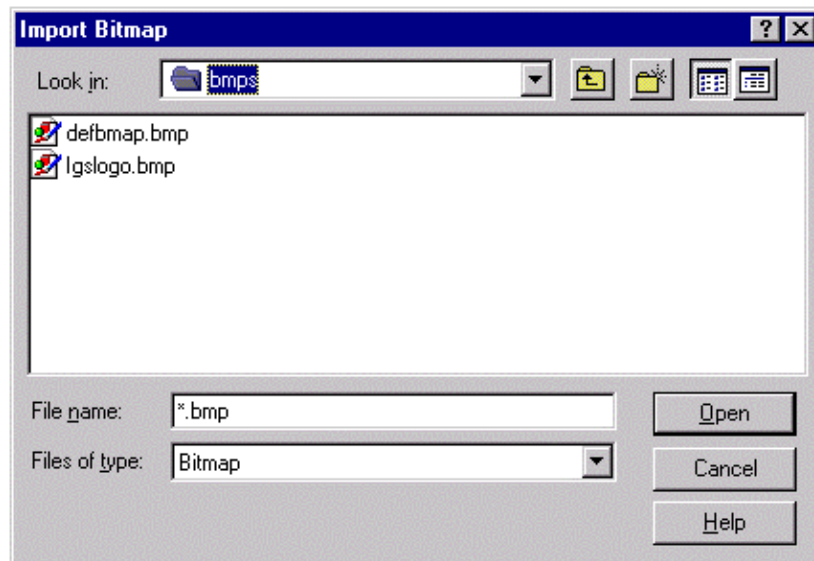 Import Bitmap ? X
Look in: bmps
defbmap.bmp
lgslogo.bmp
File name: *.bmp Open
Files of type: Bitmap Cancel
Help